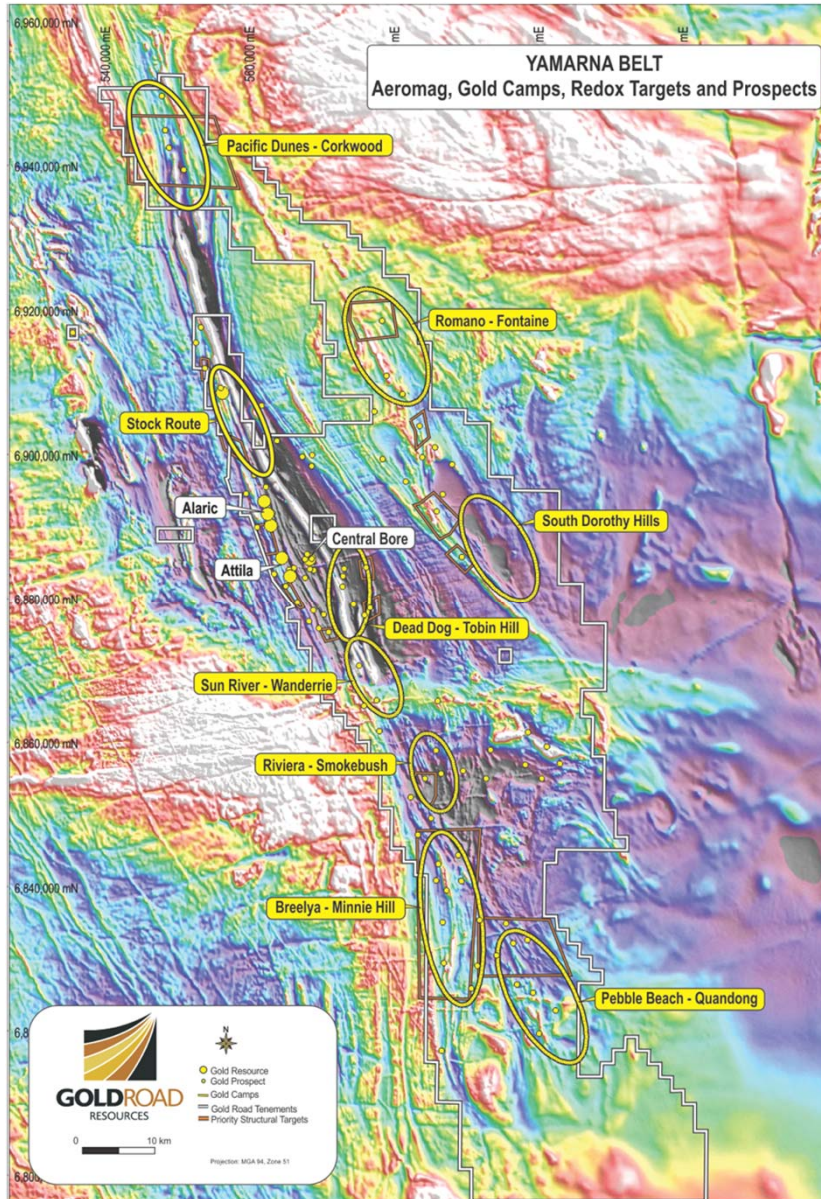 6,960,000 mN
540,000 mE
560,000 mE
mE
mE
mE
YAMARNA BELT
Aeromag, Gold Camps, Redox Targets and Prospects
Pacific Dunes - Corkwood
6,940,000 mN
6,920,000 mN
Romano - Fontaine
Stock Route
6,900,000 mN
Alaric
South Dorothy Hills
Central Bore
Attila
6,880,000 mN
Dead Dog - Tobin Hill
Sun River - Wanderrie
6,860,000 mN
Riviera - Smokebush
6,840,000 mN
Breelya - Minnie Hill
Pebble Beach - Quandong
N
GOLDROAD
RESOURCES
Gold Resource
Gold Prospect
Gold Camps
Gold Road Tenements
Priority Structural Targets
0 10 km
Projection: MGA 94, Zone 51